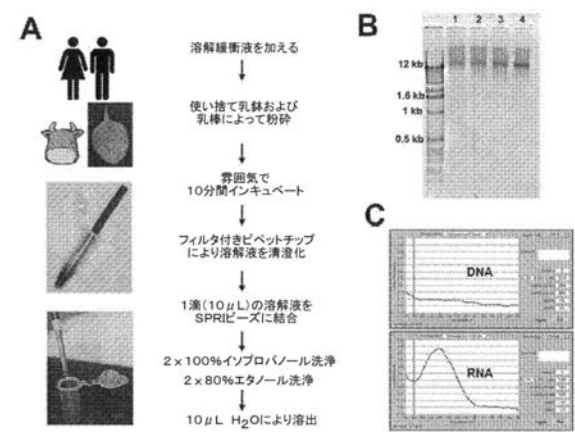 A
溶解緩衝液を加える
使い捨て乳鉢および
乳棒によって粉砕
雰囲気で
10分間インキュベート
フィルタ付きピペットチップ
により溶解液を清澄化
1滴(10μL)の溶解液を
SPRIビーズに結合
2×100%イソプロパノール洗浄
2×80%エタノール洗浄
10μL H₂Oにより溶出
B
1 2 3 4
12 kb
1.6 kb
1 kb
0.5 kb
C
DNA
RNA